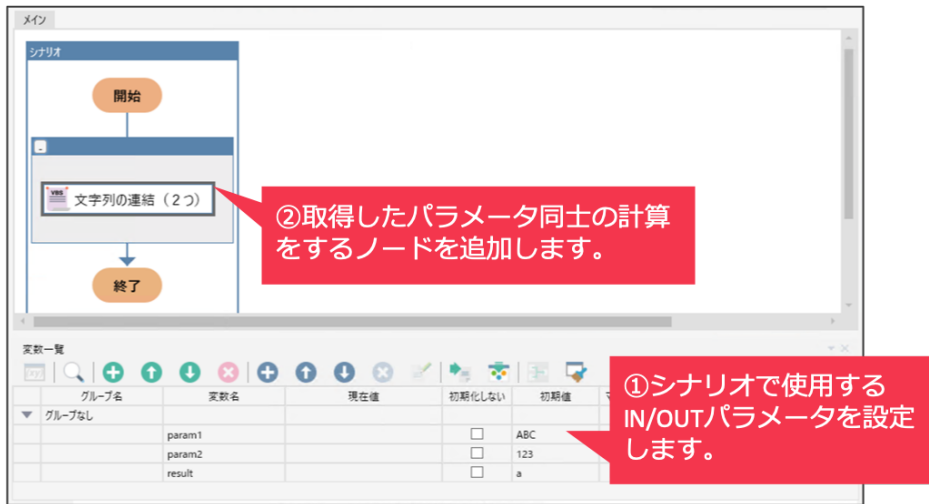 メイン
シナリオ
開始
VBS 文字列の連結（2つ）
②取得したパラメータ同士の計算
をするノードを追加します。
終了
変数一覧
グループ名 変数名 現在値 初期化しない 初期値
グループなし
param1 ABC
param2 123
result a
①シナリオで使用する
IN/OUTパラメータを設定
します。